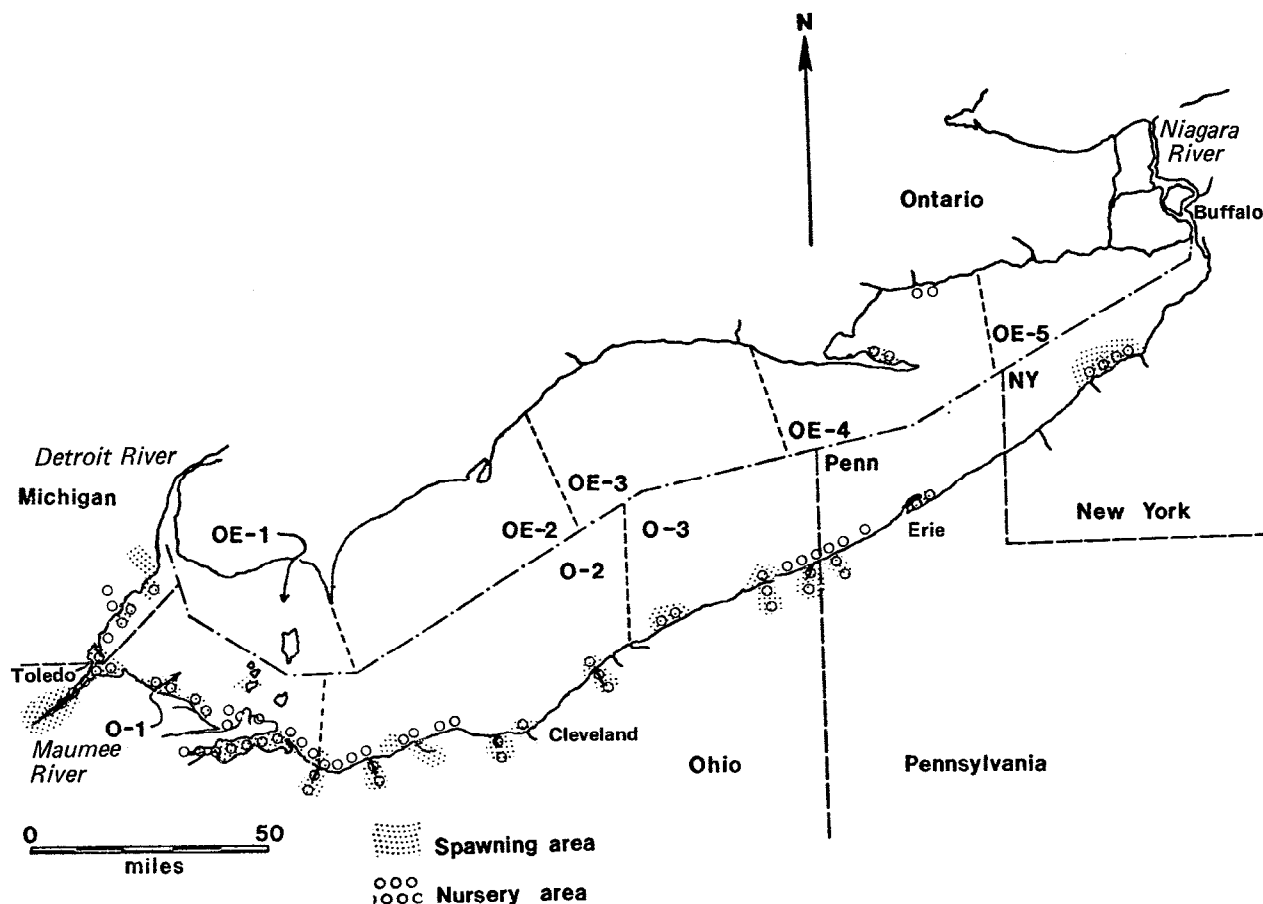 N
Niagara
River
Ontario
Buffalo
OE-5
NY
OE-4
Penn
Detroit River
Michigan
OE-3
OE-1
OE-2
O-3
New York
Erie
O-2
Toledo
O-1
Cleveland
Maumee
River
Ohio
Pennsylvania
0 50
miles
Spawning area
Nursery area